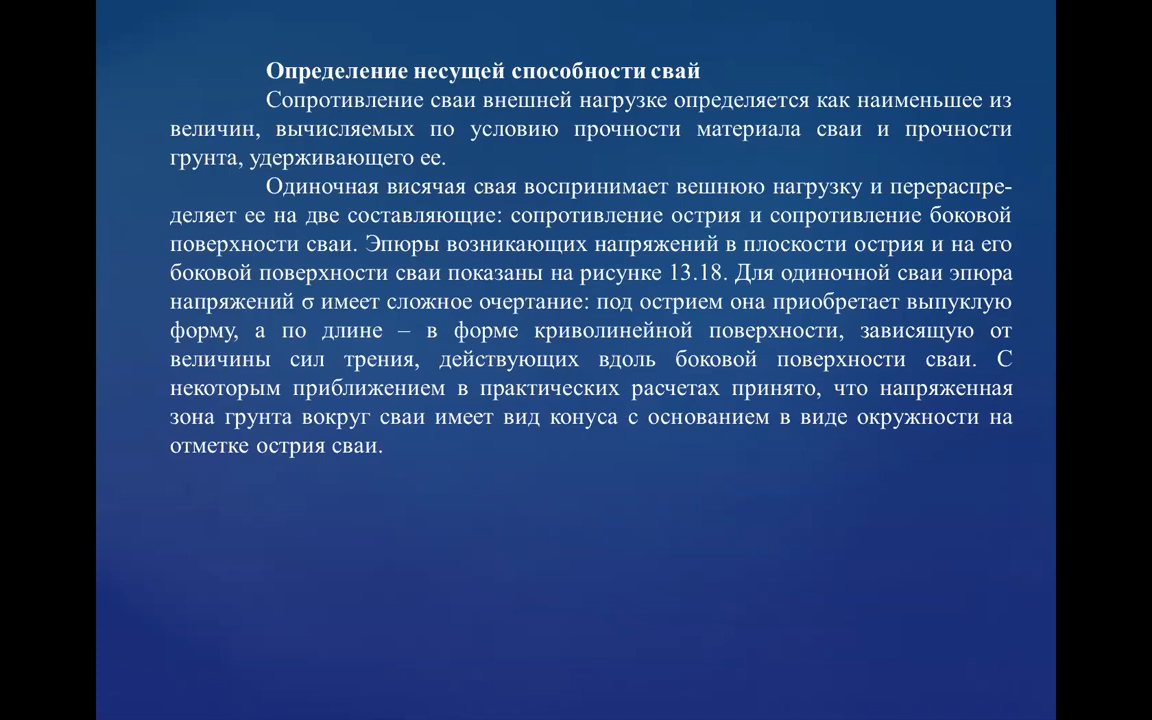 Определение несущей способности свай
Сопротивление сваи внешней нагрузке определяется как наименьшее из
величин, вычисляемых по условию прочности материала сваи и прочности
грунта, удерживающего ее.
Одиночная висячая свая воспринимает вешнюю нагрузку и перераспре-
деляет ее на две составляющие: сопротивление острия и сопротивление боковой
поверхности сваи. Эпюры возникающих напряжений в плоскости острия и на его
боковой поверхности сваи показаны на рисунке 13.18. Для одиночной сваи эпюра
напряжений σ имеет сложное очертание: под острием она приобретает выпуклую
форму, а по длине – в форме криволинейной поверхности, зависящую от
величины сил трения, действующих вдоль боковой поверхности сваи. С
некоторым приближением в практических расчетах принято, что напряженная
зона грунта вокруг сваи имеет вид конуса с основанием в виде окружности на
отметке острия сваи.